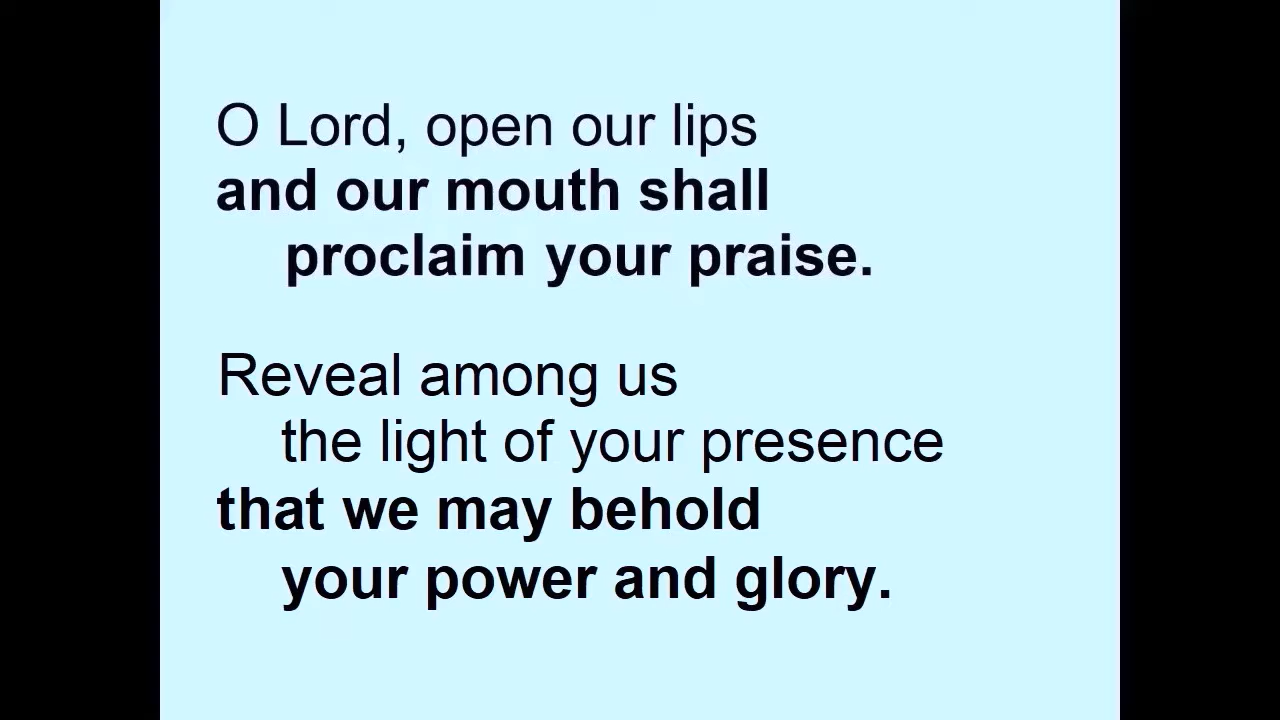 O Lord, open our lips
and our mouth shall
proclaim your praise.
Reveal among us
the light of your presence
that we may behold
your power and glory.